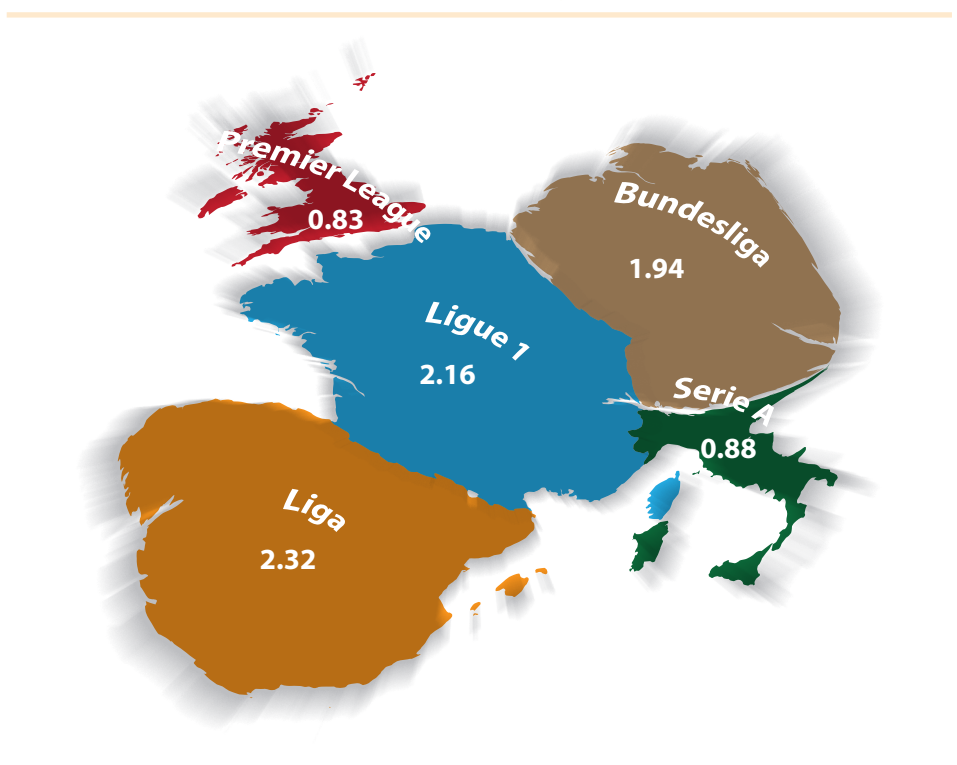 Premier League
0.83
Bundesliga
1.94
Ligue 1
2.16
Serie A
0.88
Liga
2.32